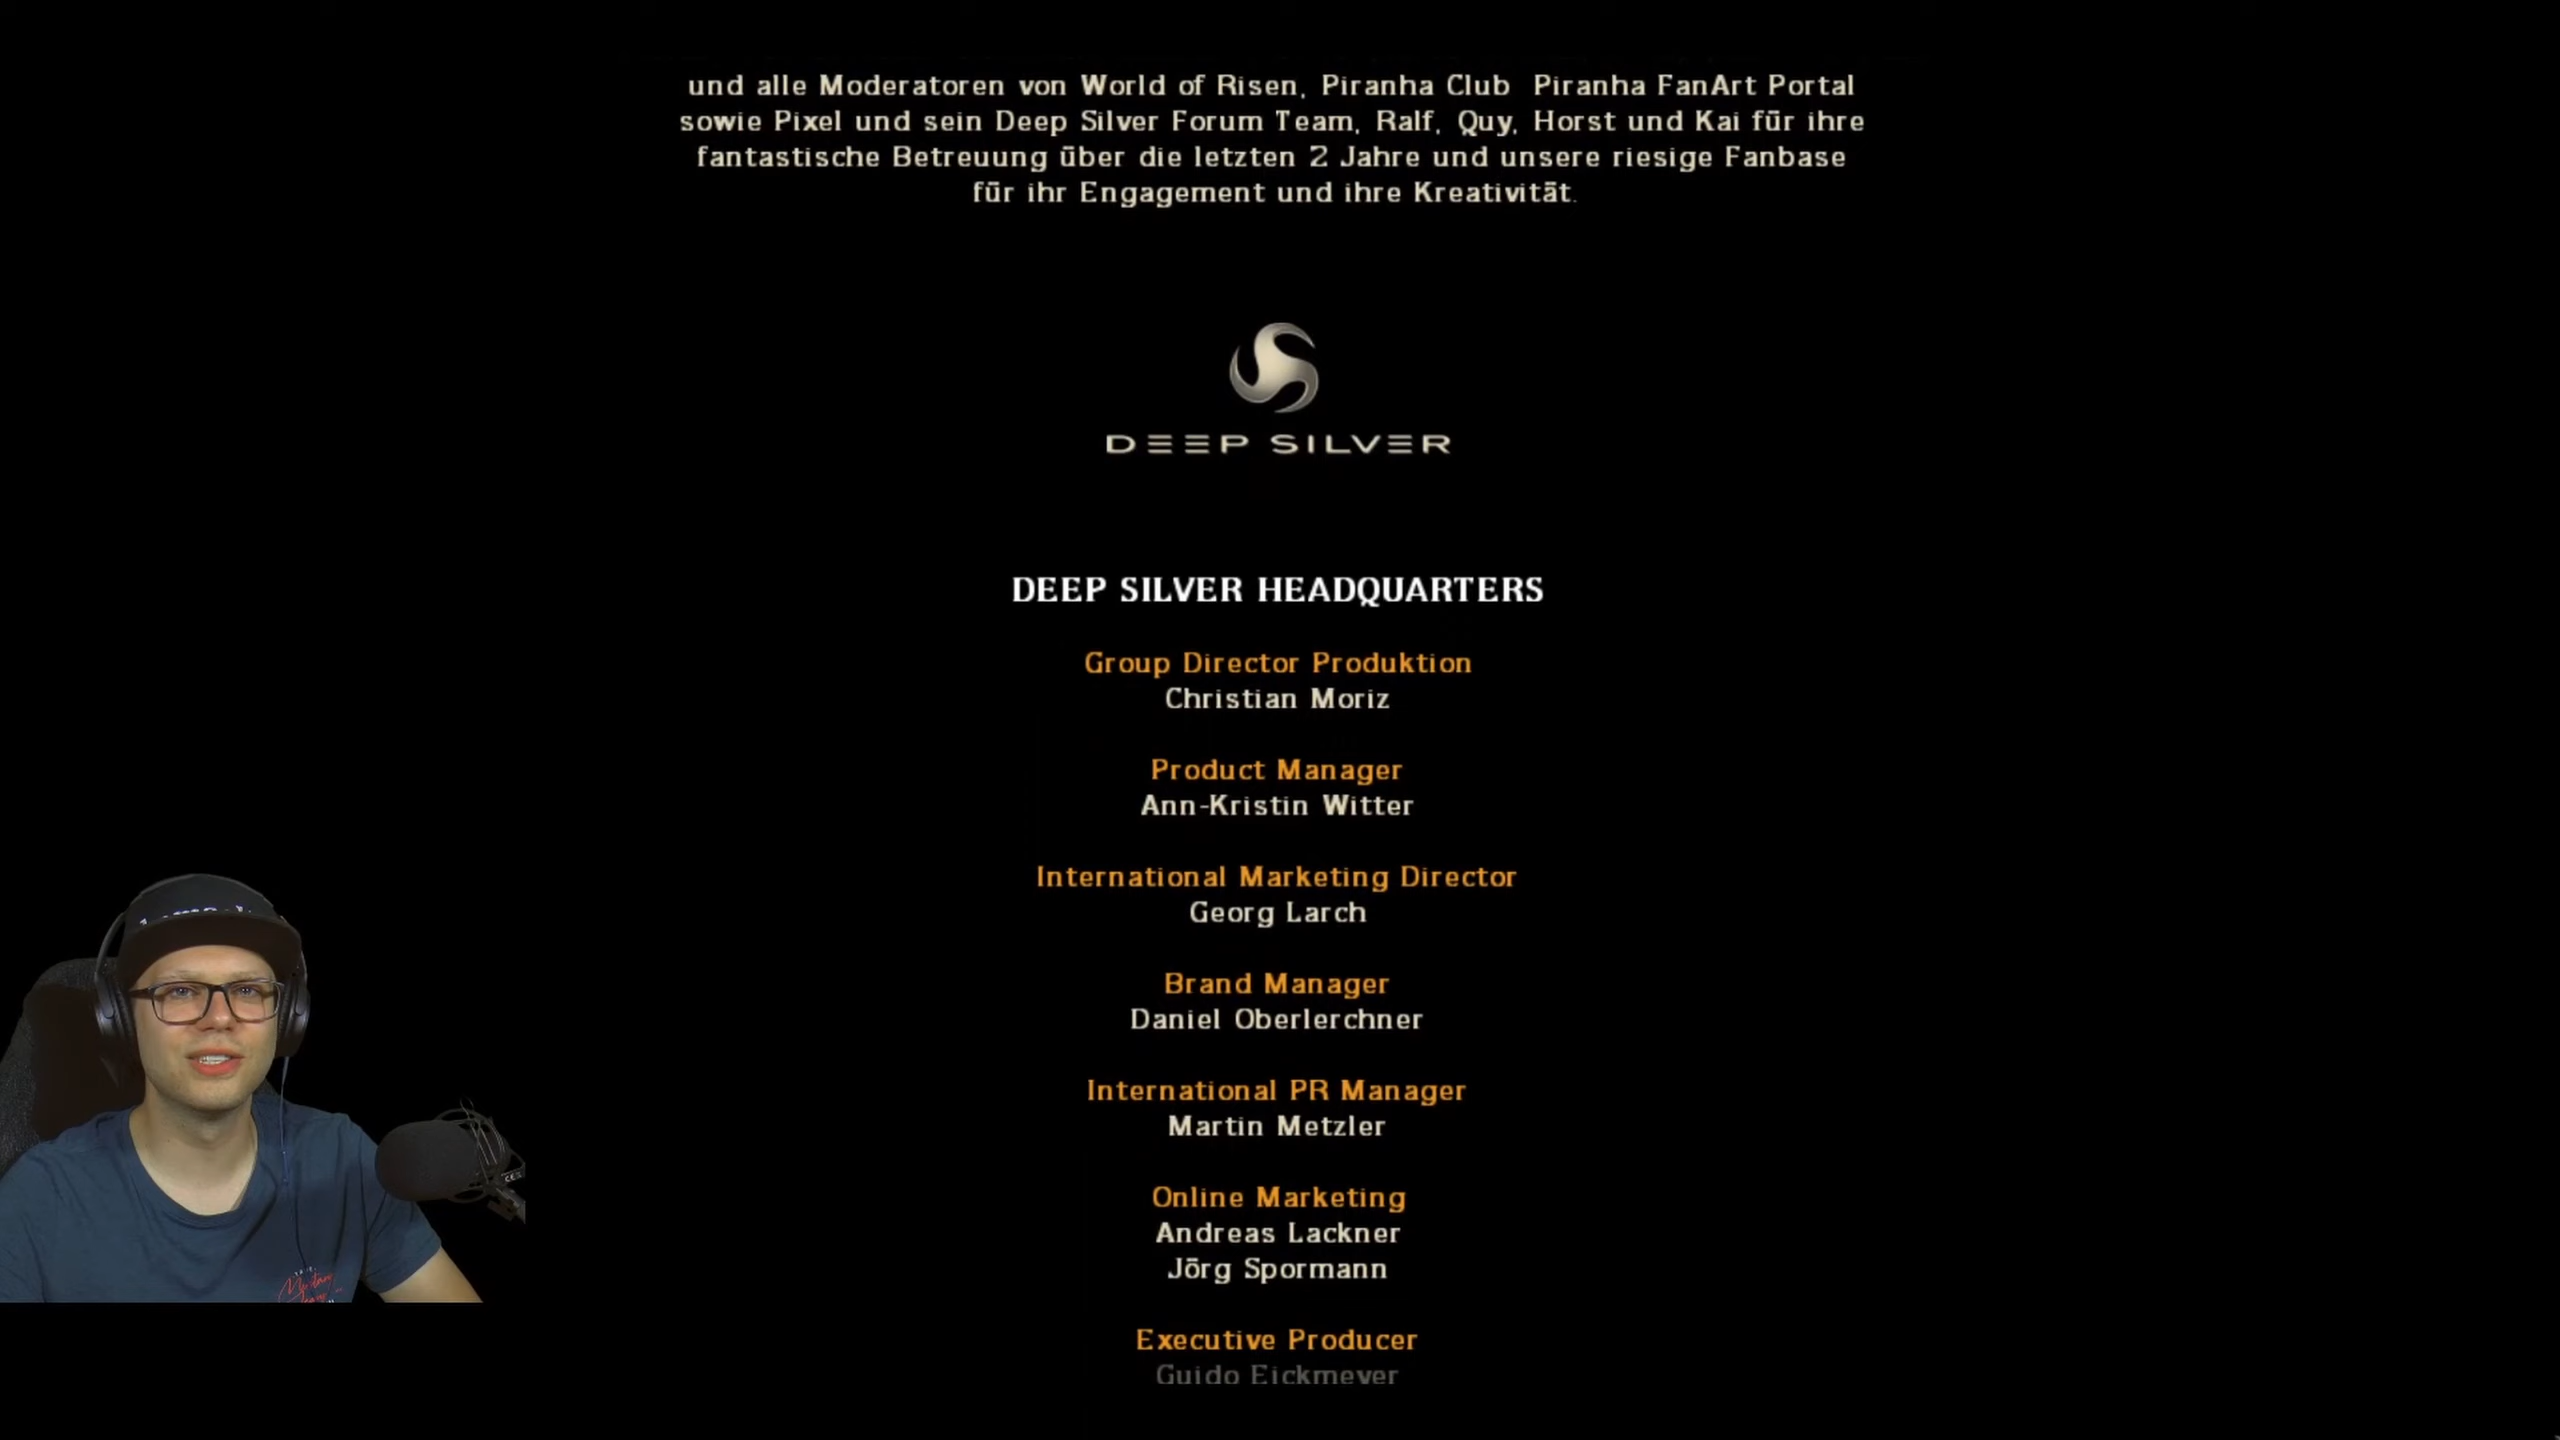 und alle Moderatoren von World of Risen, Piranha Club  Piranha FanArt Portal
sowie Pixel und sein Deep Silver Forum Team, Ralf, Quy, Horst und Kai für ihre
fantastische Betreuung über die letzten 2 Jahre und unsere riesige Fanbase
für ihr Engagement und ihre Kreativität.
DEEP SILVER
DEEP SILVER HEADQUARTERS
Group Director Produktion
Christian Moriz
Product Manager
Ann-Kristin Witter
International Marketing Director
Georg Larch
Brand Manager
Daniel Oberlerchner
International PR Manager
Martin Metzler
Online Marketing
Andreas Lackner
Jörg Spormann
Executive Producer
Guido Eickmeyer